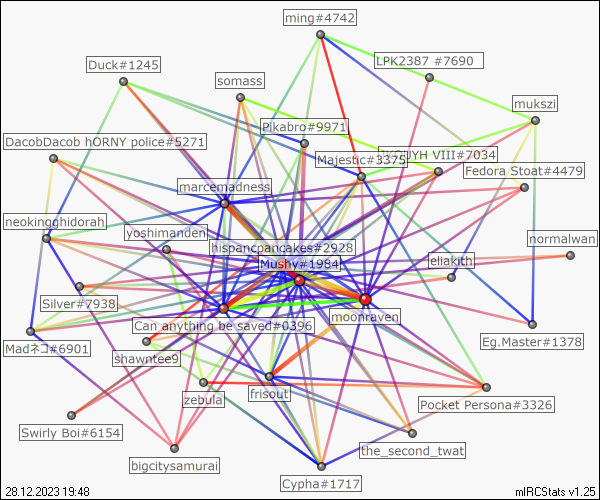 ming#4742
LPK2387 #7690
Duck#1245
somass
mukszi
Pikabro#9971
DacobDacob hORNY police#5271
Majestic#3375
VIII#7034
Fedora Stoat#4479
marcemadness
neokingghidorah
yoshimanden
hispancpancakes#2928
normalwan
Mushy#1984
eliakith
Silver#7938
moonraven
Can anything be saved#0396
Eg.Master#1378
Madネコ#6901
shawntee9
zebula
frisout
Pocket Persona#3326
Swirly Boi#6154
the_second_twat
bigcitysamurai
Cypha#1717
28.12.2023 19:48
mIRCStats v1.25